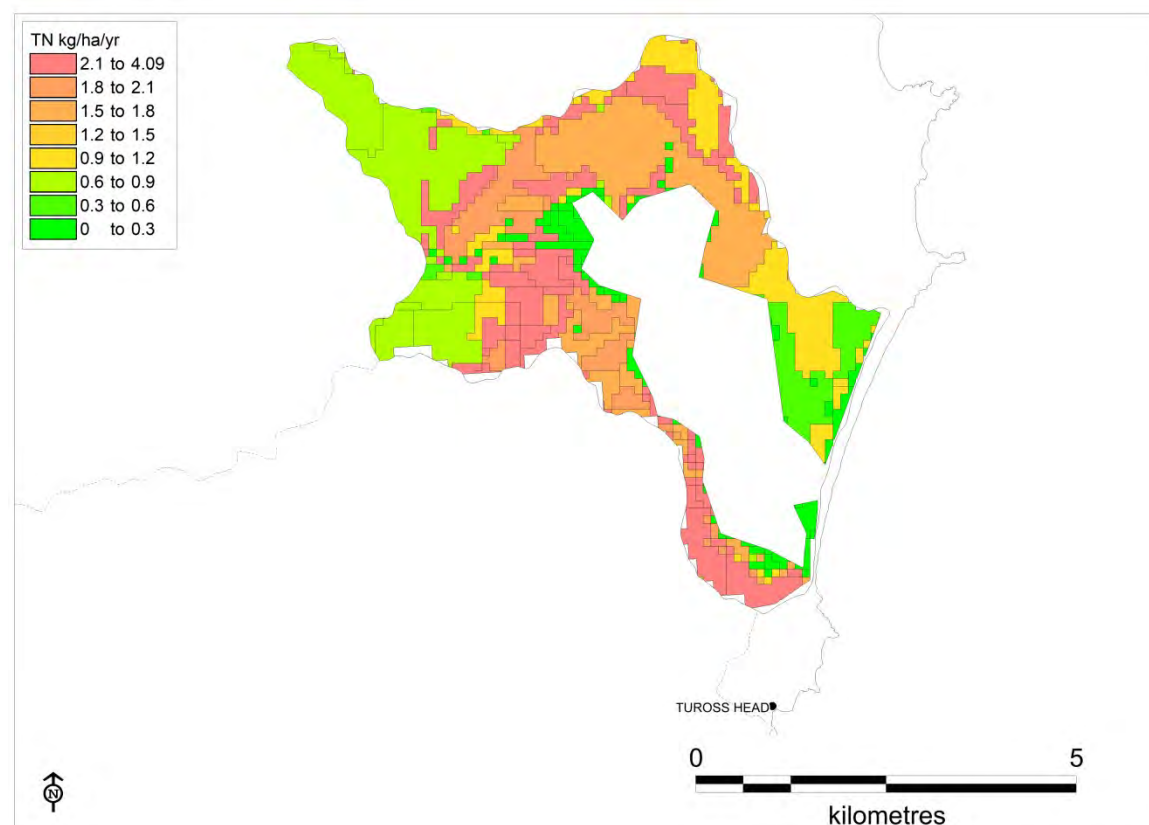 TN kg/ha/yr
2.1 to 4.09
1.8 to 2.1
1.5 to 1.8
1.2 to 1.5
0.9 to 1.2
0.6 to 0.9
0.3 to 0.6
0 to 0.3
TUROSS HEAD
N
0 5
kilometres